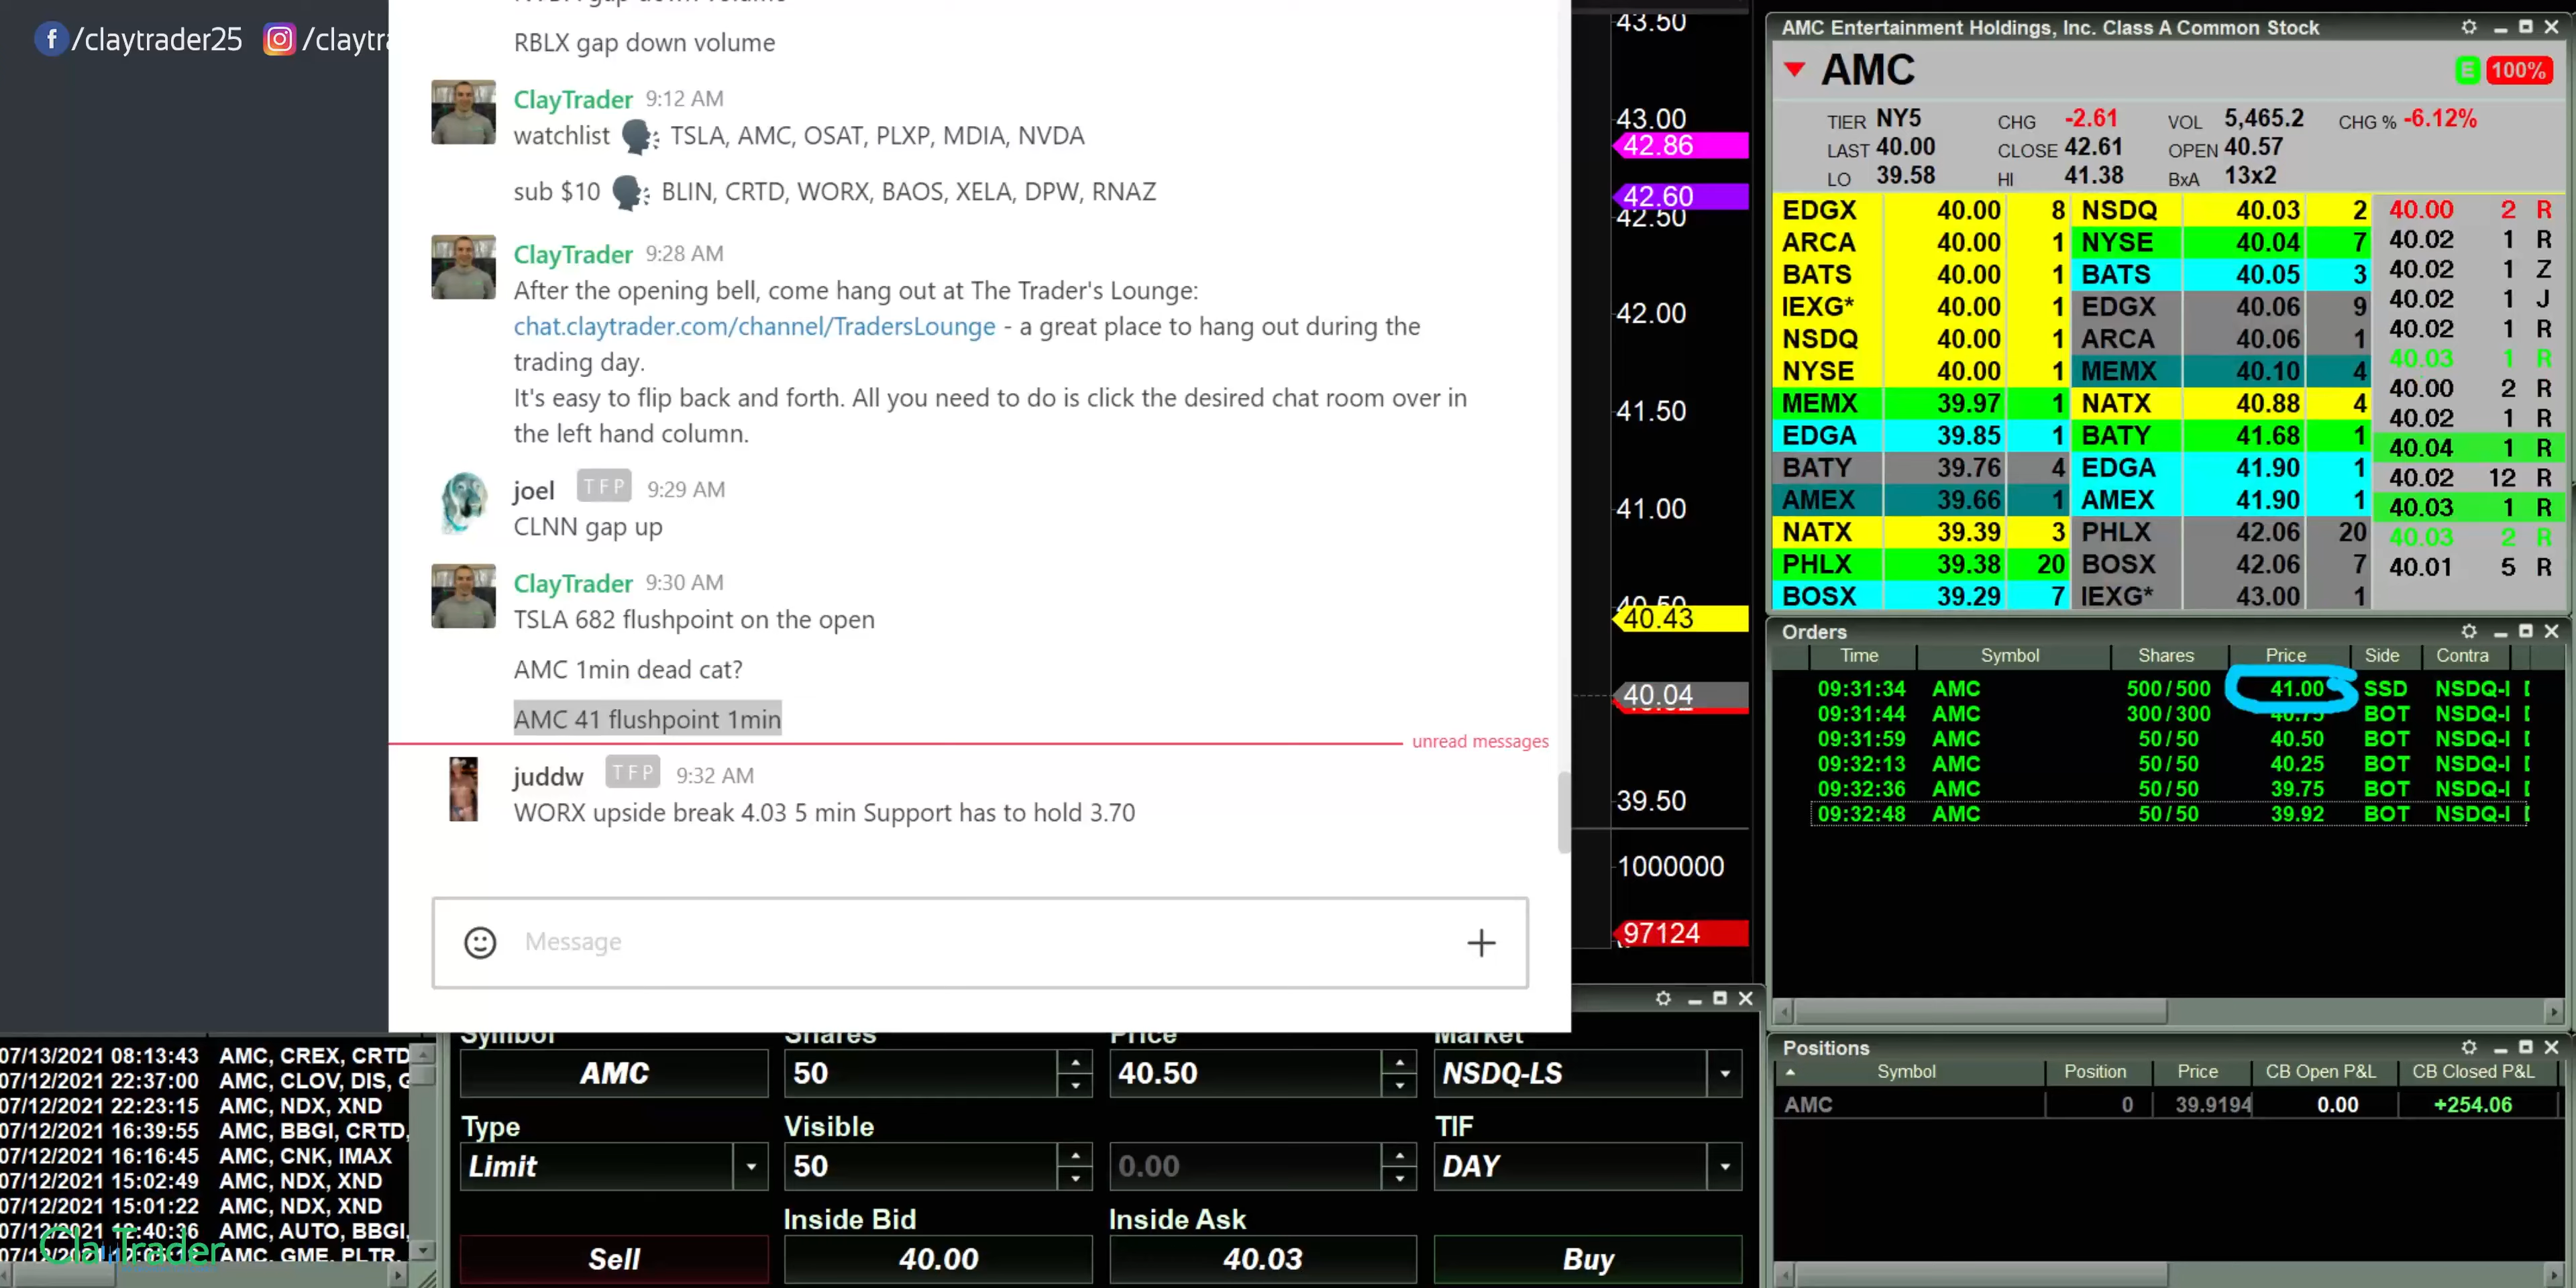 /claytrader25 /claytr
RBLX gap down volume
ClayTrader 9:12 AM
watchlist TSLA, AMC, OSAT, PLXP, MDIA, NVDA
sub $10 BLIN, CRTD, WORX, BAOS, XELA, DPW, RNAZ
ClayTrader 9:28 AM
After the opening bell, come hang out at The Trader's Lounge:
chat.claytrader.com/channel/TradersLounge - a great place to hang out during the
trading day.
It's easy to flip back and forth. All you need to do is click the desired chat room over in
the left hand column.
joel TFP 9:29 AM
CLNN gap up
ClayTrader 9:30 AM
TSLA 682 flushpoint on the open
AMC 1min dead cat?
AMC 41 flushpoint 1min
unread messages
juddw TFP 9:32 AM
WORX upside break 4.03 5 min Support has to hold 3.70
Message
43.50
43.00
42.86
42.60
42.50
42.00
41.50
41.00
40.50
40.43
40.04
39.50
1000000
97124
AMC Entertainment Holdings, Inc. Class A Common Stock
AMC E 100%
TIER NY5 CHG -2.61 VOL 5,465.2 CHG % -6.12%
LAST 40.00 CLOSE 42.61 OPEN 40.57
LO 39.58 HI 41.38 BxA 13x2
EDGX 40.00 8 NSDQ 40.03 2
ARCA 40.00 1 NYSE 40.04 7
BATS 40.00 1 BATS 40.05 3
IEXG* 40.00 1 EDGX 40.06 9
NSDQ 40.00 1 ARCA 40.06 1
NYSE 40.00 1 MEMX 40.10 4
MEMX 39.97 1 NATX 40.88 4
EDGA 39.85 1 BATY 41.68 1
BATY 39.76 4 EDGA 41.90 1
AMEX 39.66 1 AMEX 41.90 1
NATX 39.39 3 PHLX 42.06 20
PHLX 39.38 20 BOSX 42.06 7
BOSX 39.29 7 IEXG* 43.00 1
40.00 2 R
40.02 1 R
40.02 1 Z
40.02 1 J
40.02 1 R
40.03 1 R
40.00 2 R
40.02 1 R
40.04 1 R
40.02 12 R
40.03 1 R
40.03 2 R
40.01 5 R
Orders
Time Symbol Shares Price Side Contra
09:31:34 AMC 500/500 41.00 SSD NSDQ-I
09:31:44 AMC 300/300 40.75 BOT NSDQ-I
09:31:59 AMC 50/50 40.50 BOT NSDQ-I
09:32:13 AMC 50/50 40.25 BOT NSDQ-I
09:32:36 AMC 50/50 39.75 BOT NSDQ-I
09:32:48 AMC 50/50 39.92 BOT NSDQ-I
Positions
Symbol Position Price CB Open P&L CB Closed P&L
AMC 0 39.9194 0.00 +254.06
07/13/2021 08:13:43 AMC, CREX, CRTD
07/12/2021 22:37:00 AMC, CLOV, DIS,
07/12/2021 22:23:15 AMC, NDX, XND
07/12/2021 16:39:55 AMC, BBGI, CRTD,
07/12/2021 16:16:45 AMC, CNK, IMAX
07/12/2021 15:02:49 AMC, NDX, XND
07/12/2021 15:01:22 AMC, NDX, XND
07/12/2021 12:40:36 AMC, AUTO, BBGI,
AMC, GME, PLTR,
ClayTrader
Symbol Shares Price Market
AMC 50 40.50 NSDQ-LS
Type Visible TIF
Limit 50 0.00 DAY
Inside Bid Inside Ask
Sell 40.00 40.03 Buy